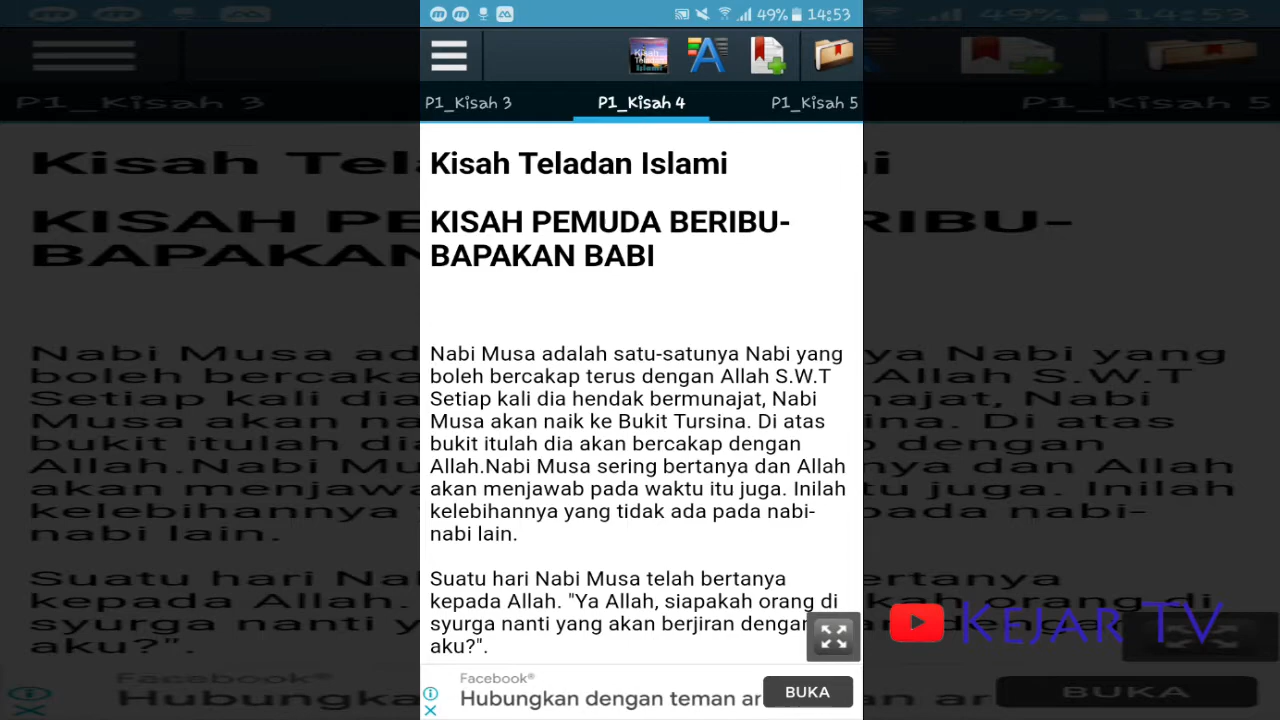 49% 14:53
P1_Kisah 3 P1_Kisah 4 P1_Kisah 5
Kisah Teladan Islami
KISAH PEMUDA BERIBU-
BAPAKAN BABI
Nabi Musa adalah satu-satunya Nabi yang
boleh bercakap terus dengan Allah S.W.T
Setiap kali dia hendak bermunajat, Nabi
Musa akan naik ke Bukit Tursina. Di atas
bukit itulah dia akan bercakap dengan
Allah.Nabi Musa sering bertanya dan Allah
akan menjawab pada waktu itu juga. Inilah
kelebihannya yang tidak ada pada nabi-
nabi lain.
Suatu hari Nabi Musa telah bertanya
kepada Allah. "Ya Allah, siapakah orang di
syurga nanti yang akan berjiran dengan
aku?".
KEJAR TV
Facebook®
Hubungkan dengan teman ar
BUKA